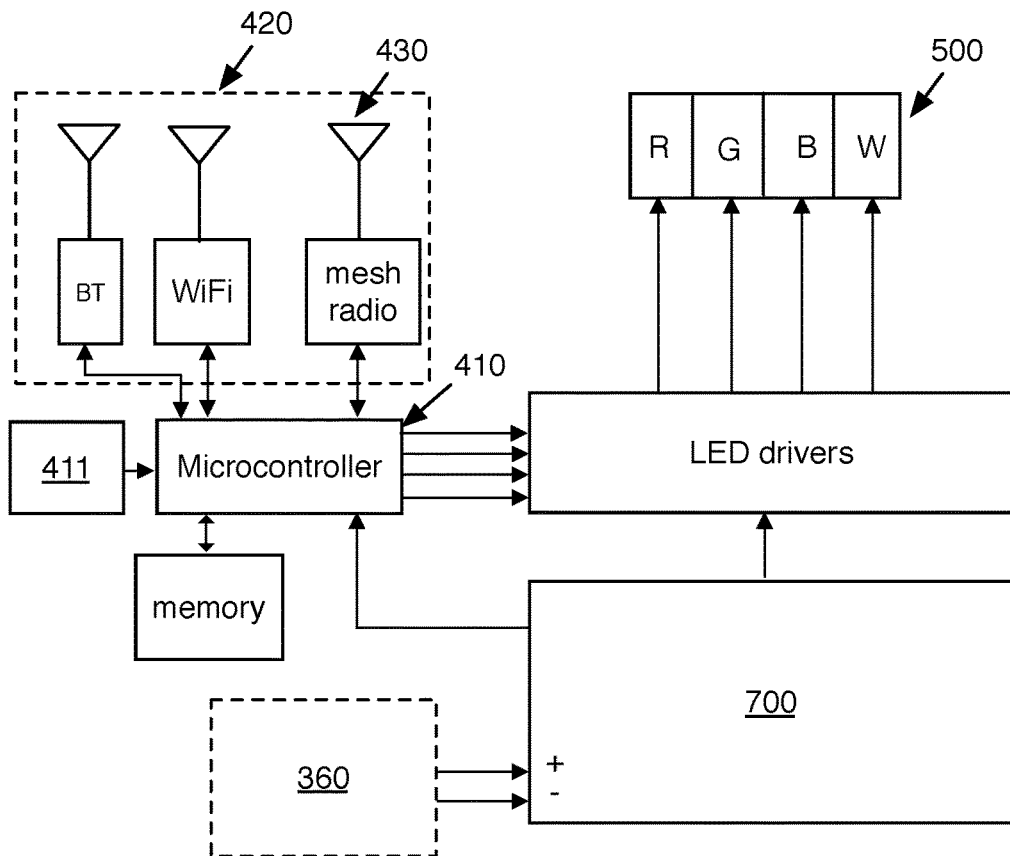 420
430
500
R G B W
BT
WiFi
mesh
radio
410
411
Microcontroller
LED drivers
memory
700
360
+
-